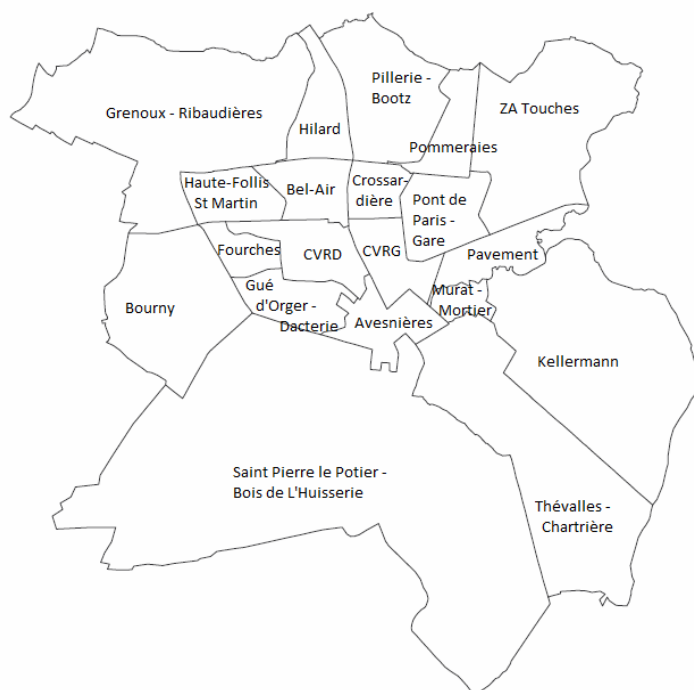 Pillerie -
Bootz
Grenoux - Ribaudières
ZA Touches
Hilard
Pommeraies
Haute-Follis
St Martin
Bel-Air
Crossar-
dière
Pont de
Paris -
Gare
Fourches
CVRD
CVRG
Pavement
Gué
d'Orger -
Dacterie
Murat -
Mortier
Bourny
Avesnières
Kellermann
Saint Pierre le Potier -
Bois de L'Huisserie
Thévalles -
Chartrière